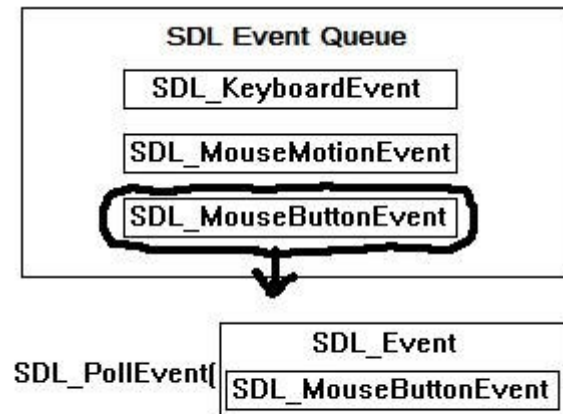 SDL Event Queue
SDL_KeyboardEvent
SDL_MouseMotionEvent
SDL_MouseButtonEvent
SDL_Event
SDL_PollEvent(
SDL_MouseButtonEvent